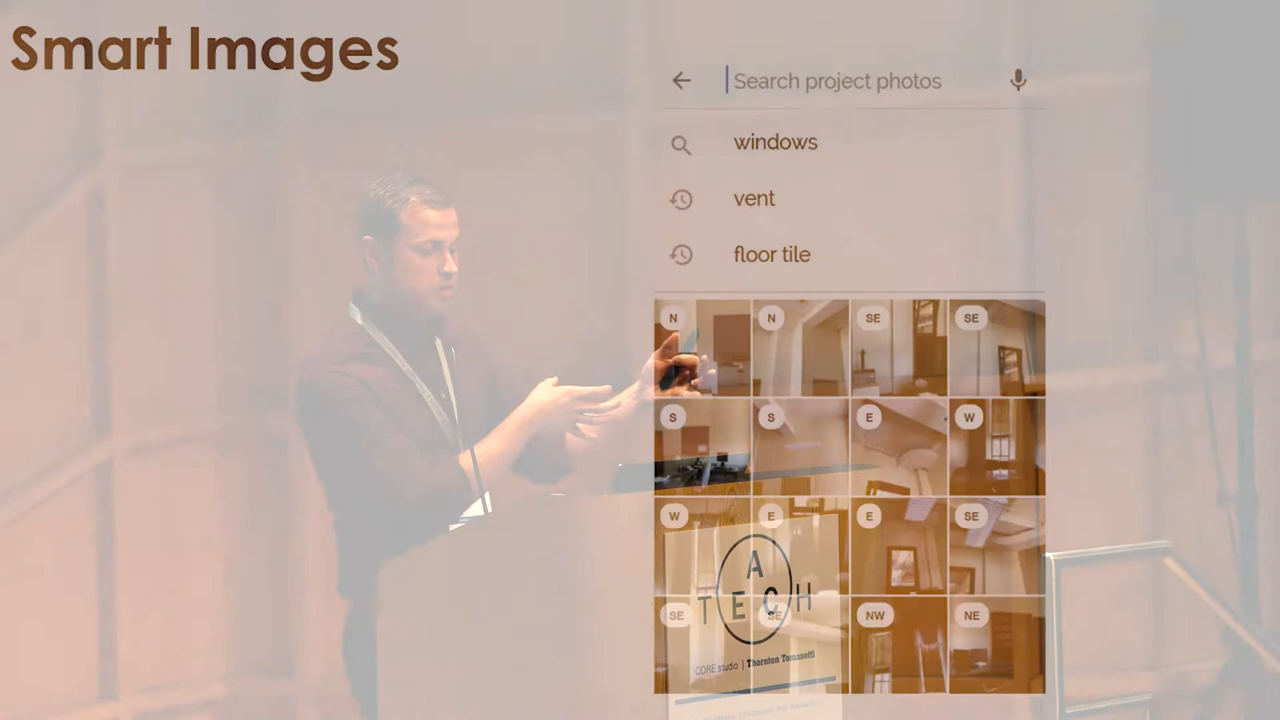 Smart Images
Search project photos
windows
vent
floor tile
N N SE SE
S S E W
W E E SE
SE SE NW NE
A
TECH
CORE studio | Thornton Tomasetti